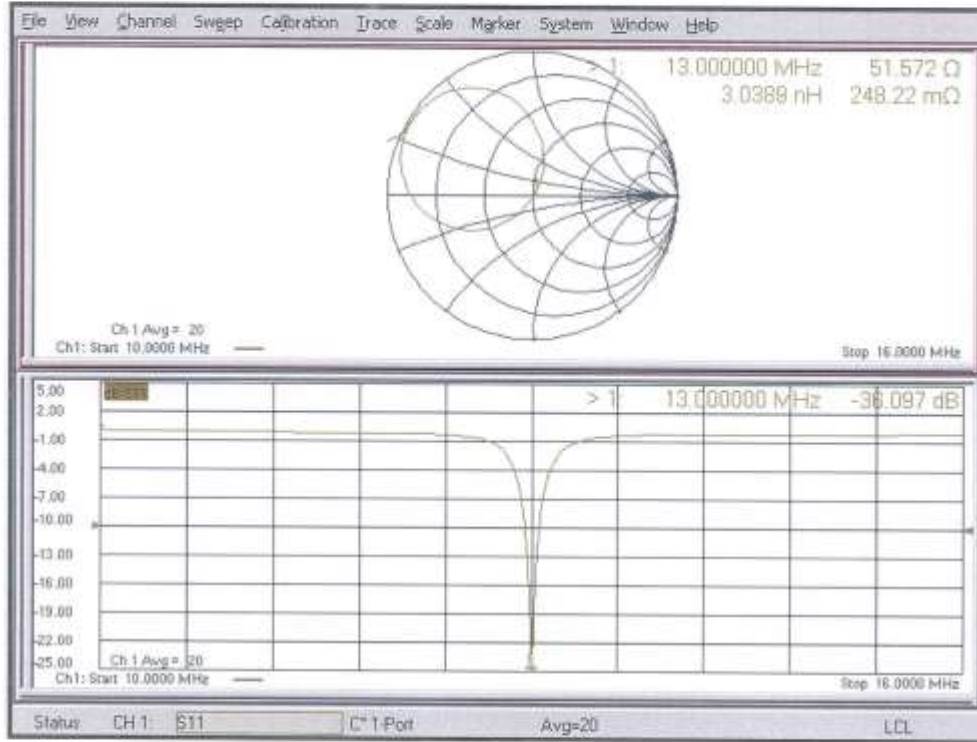 File View Channel Sweep Calibration Trace Scale Marker System Window Help
> 1: 13.000000 MHz 51.572 Ω
3.0389 nH 248.22 mΩ
Ch 1 Avg = 20
Ch1: Start 10.0000 MHz
Stop 16.0000 MHz
5.00
> 1: 13.000000 MHz -36.097 dB
2.00
-1.00
-4.00
-7.00
-10.00
-13.00
-16.00
-19.00
-22.00
-25.00
Ch 1 Avg = 20
Ch1: Start 10.0000 MHz
Stop 16.0000 MHz
Status CH 1: S11 C* 1-Port Avg=20 LCL